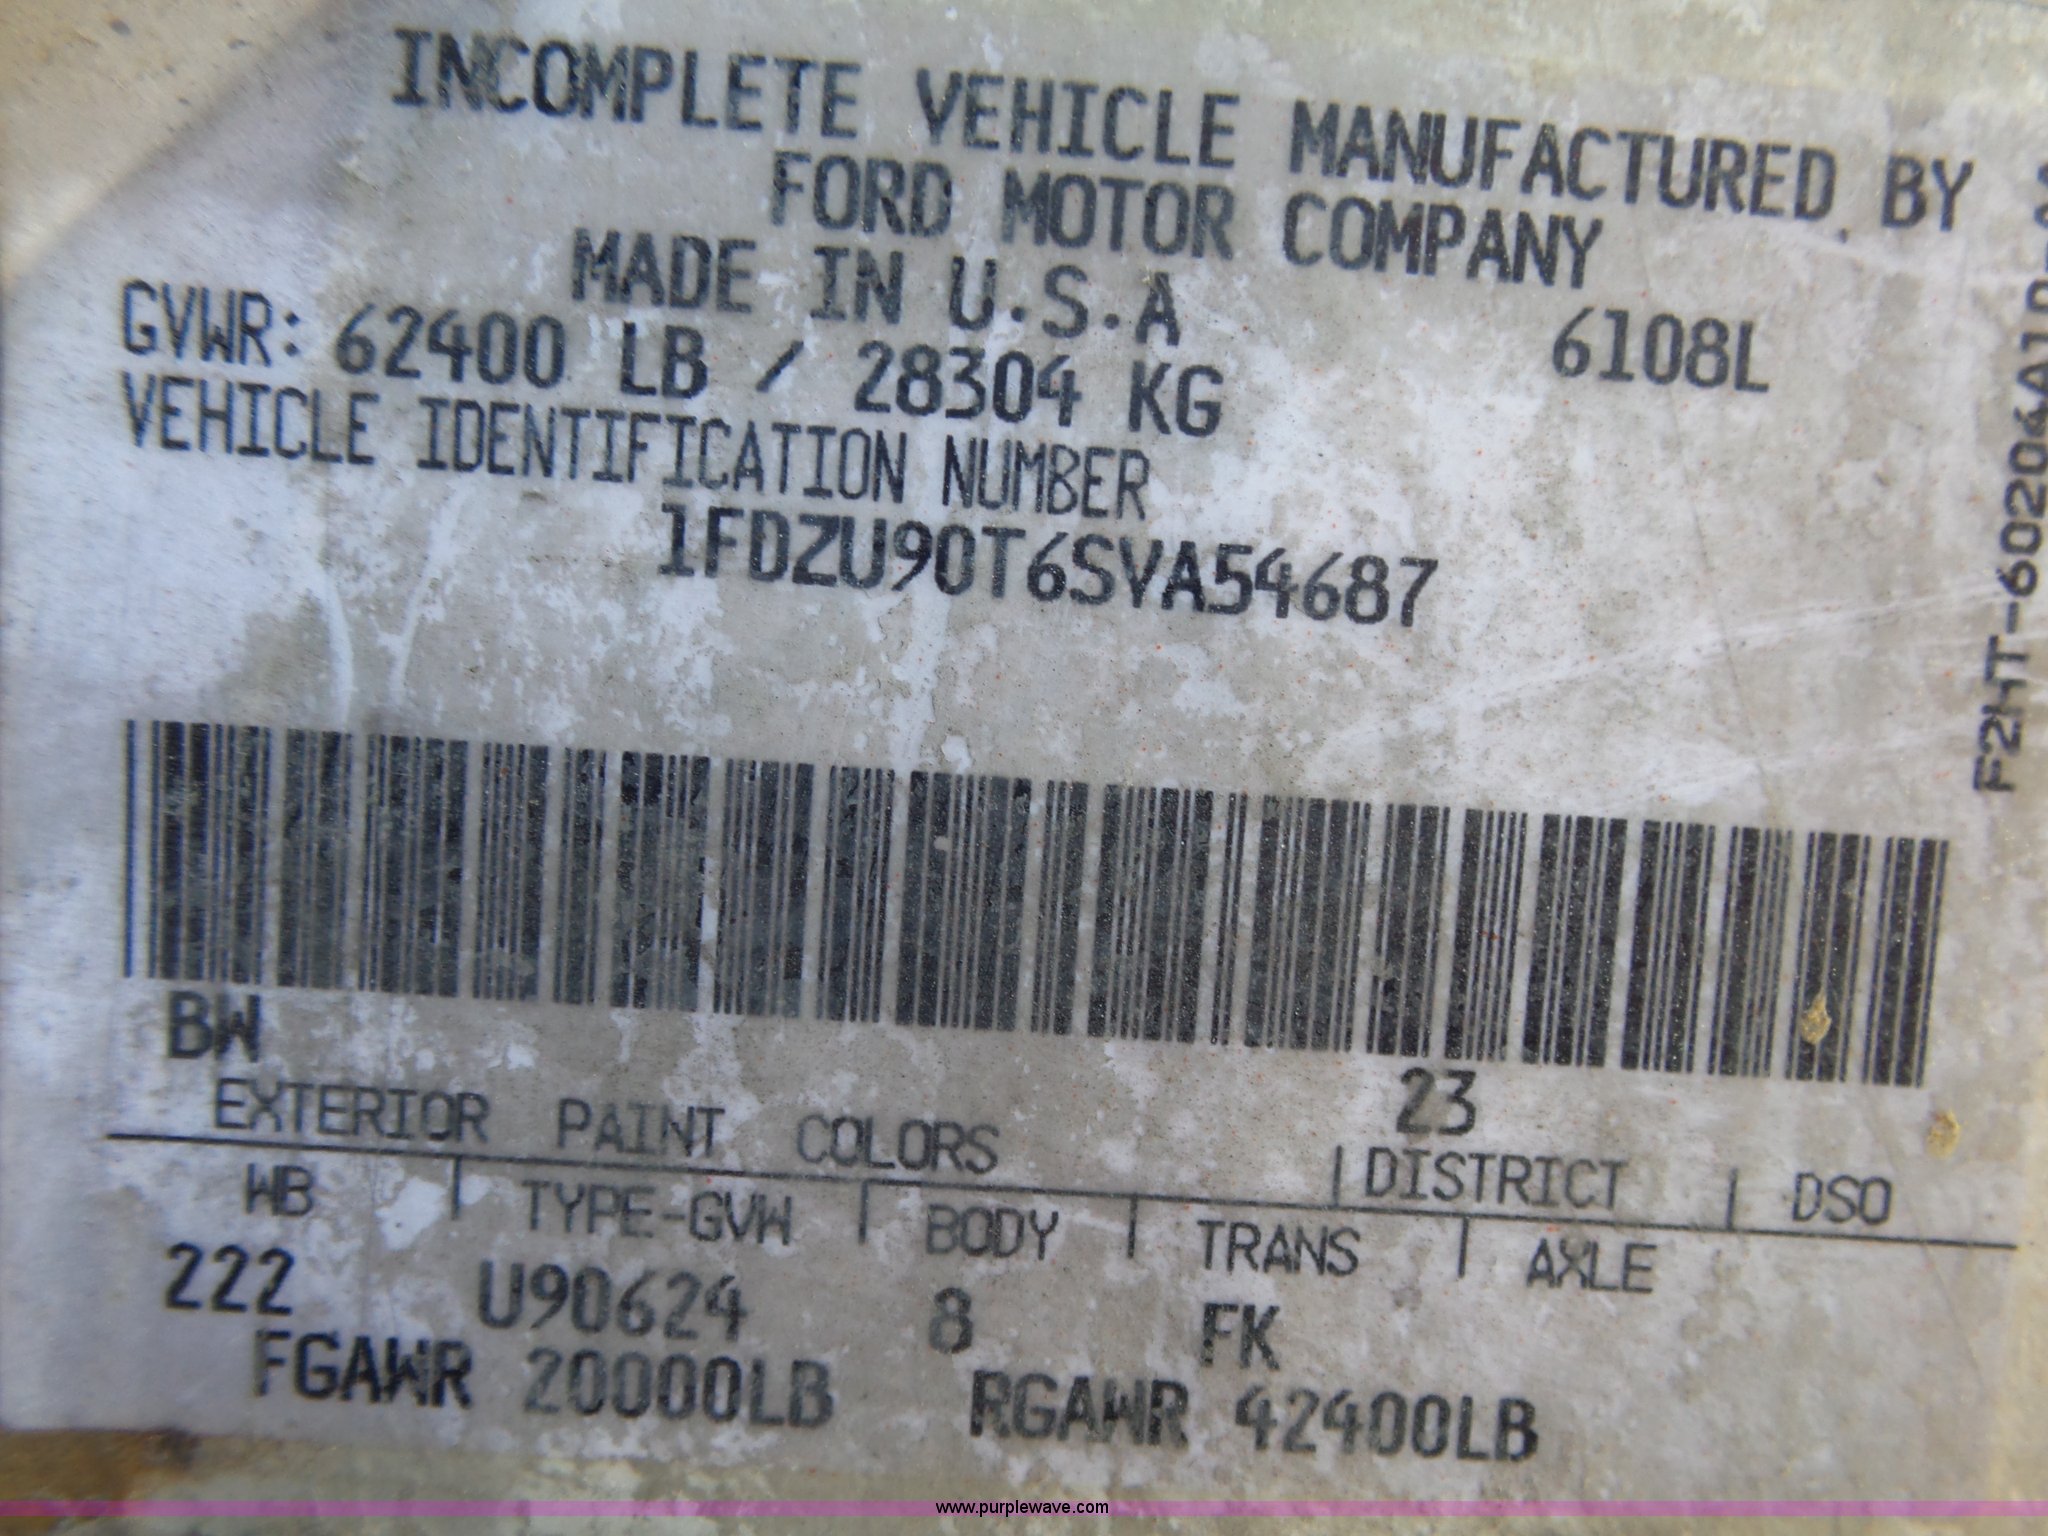 INCOMPLETE VEHICLE MANUFACTURED BY
FORD MOTOR COMPANY
MADE IN U.S.A
GVWR: 62400 LB / 28304 KG 6108L
VEHICLE IDENTIFICATION NUMBER
1FDZU90T6SVA54687
BW 23
EXTERIOR PAINT COLORS | DISTRICT | DSO
WB | TYPE-GVW | BODY | TRANS | AXLE
222 U90624 8 FK
FGAWR 20000LB RGAWR 42400LB
www.purplewave.com